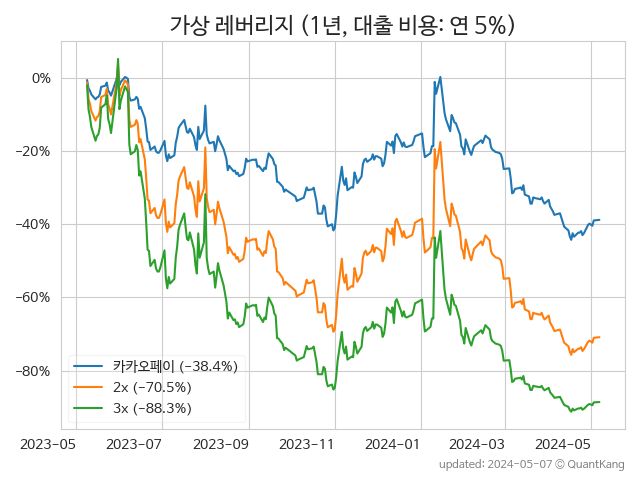 가상 레버리지 (1년, 대출 비용: 연 5%)
0%
−20%
−40%
−60%
−80%
카카오페이 (−38.4%)
2x (−70.5%)
3x (−88.3%)
2023-05 2023-07 2023-09 2023-11 2024-01 2024-03 2024-05
updated: 2024-05-07 © QuantKang